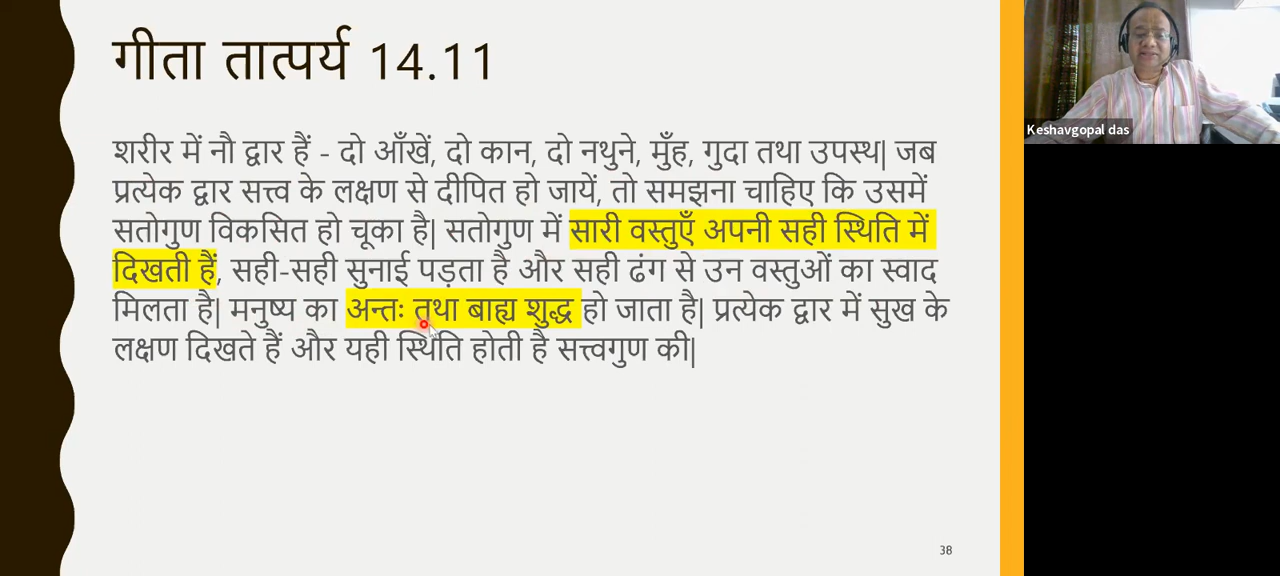 गीता तात्पर्य 14.11
शरीर में नौ द्वार हैं - दो आँखें, दो कान, दो नथुने, मुँह, गुदा तथा उपस्थ| जब
प्रत्येक द्वार सत्त्व के लक्षण से दीपित हो जायें, तो समझना चाहिए कि उसमें
सतोगुण विकसित हो चूका है| सतोगुण में सारी वस्तुएँ अपनी सही स्थिति में
दिखती हैं, सही-सही सुनाई पड़ता है और सही ढंग से उन वस्तुओं का स्वाद
मिलता है| मनुष्य का अन्तः तथा बाह्य शुद्ध हो जाता है| प्रत्येक द्वार में सुख के
लक्षण दिखते हैं और यही स्थिति होती है सत्त्वगुण की|
38
Keshavgopal das